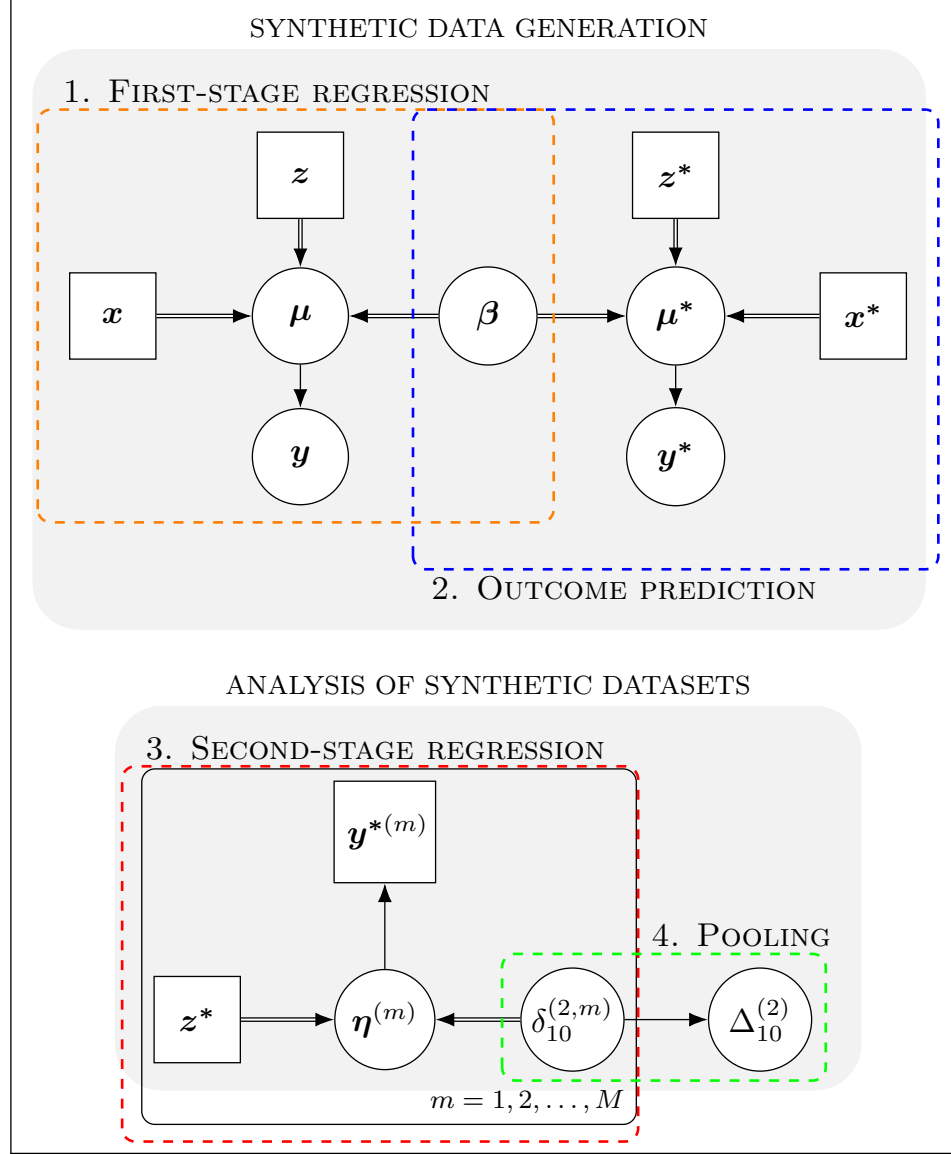 SYNTHETIC DATA GENERATION
1. First-stage regression
z
z*
x
μ
β
μ*
x*
y
y*
2. Outcome prediction
ANALYSIS OF SYNTHETIC DATASETS
3. Second-stage regression
y*(m)
4. Pooling
z*
η(m)
δ10(2,m)
Δ10(2)
m = 1, 2, . . . , M